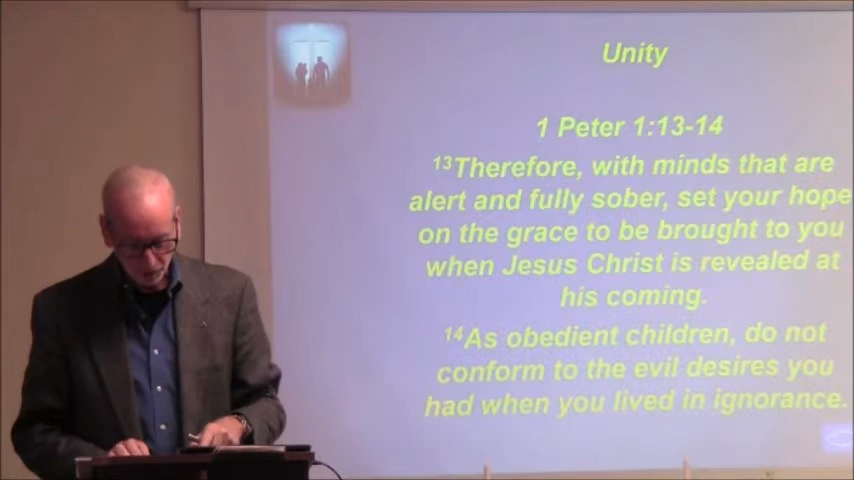 Unity
1 Peter 1:13-14
13Therefore, with minds that are
alert and fully sober, set your hope
on the grace to be brought to you
when Jesus Christ is revealed at
his coming.
14As obedient children, do not
conform to the evil desires you
had when you lived in ignorance.